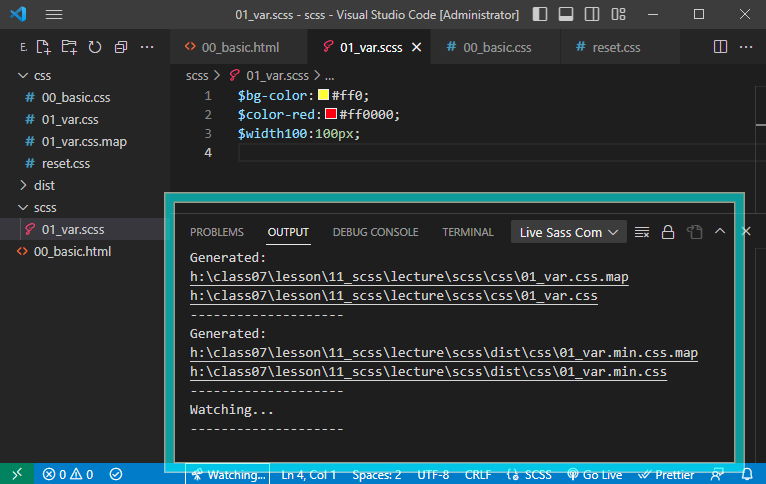 01_var.scss - scss - Visual Studio Code [Administrator]
E
00_basic.html
01_var.scss
00_basic.css
reset.css
css
00_basic.css
01_var.css
01_var.css.map
reset.css
dist
scss
01_var.scss
00_basic.html
scss > 01_var.scss > ...
1 $bg-color:#ff0;
2 $color-red:#ff0000;
3 $width100:100px;
4
PROBLEMS OUTPUT DEBUG CONSOLE TERMINAL Live Sass Com
Generated:
h:\class07\lesson\11_scss\lecture\scss\css\01_var.css.map
h:\class07\lesson\11_scss\lecture\scss\css\01_var.css
--------------------
Generated:
h:\class07\lesson\11_scss\lecture\scss\dist\css\01_var.min.css.map
h:\class07\lesson\11_scss\lecture\scss\dist\css\01_var.min.css
--------------------
Watching...
--------------------
0 0 Watching... Ln 4, Col 1 Spaces: 2 UTF-8 CRLF SCSS Go Live Prettier